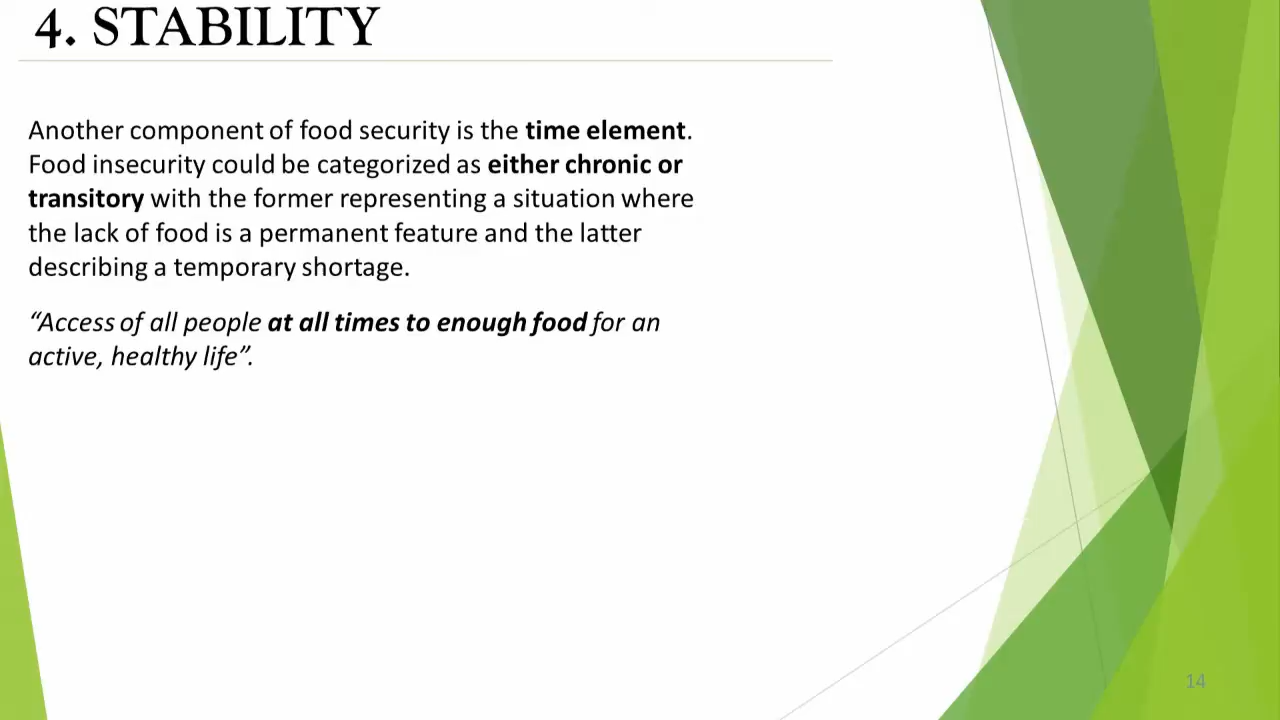 4. STABILITY
Another component of food security is the time element.
Food insecurity could be categorized as either chronic or
transitory with the former representing a situation where
the lack of food is a permanent feature and the latter
describing a temporary shortage.
“Access of all people at all times to enough food for an
active, healthy life”.
14